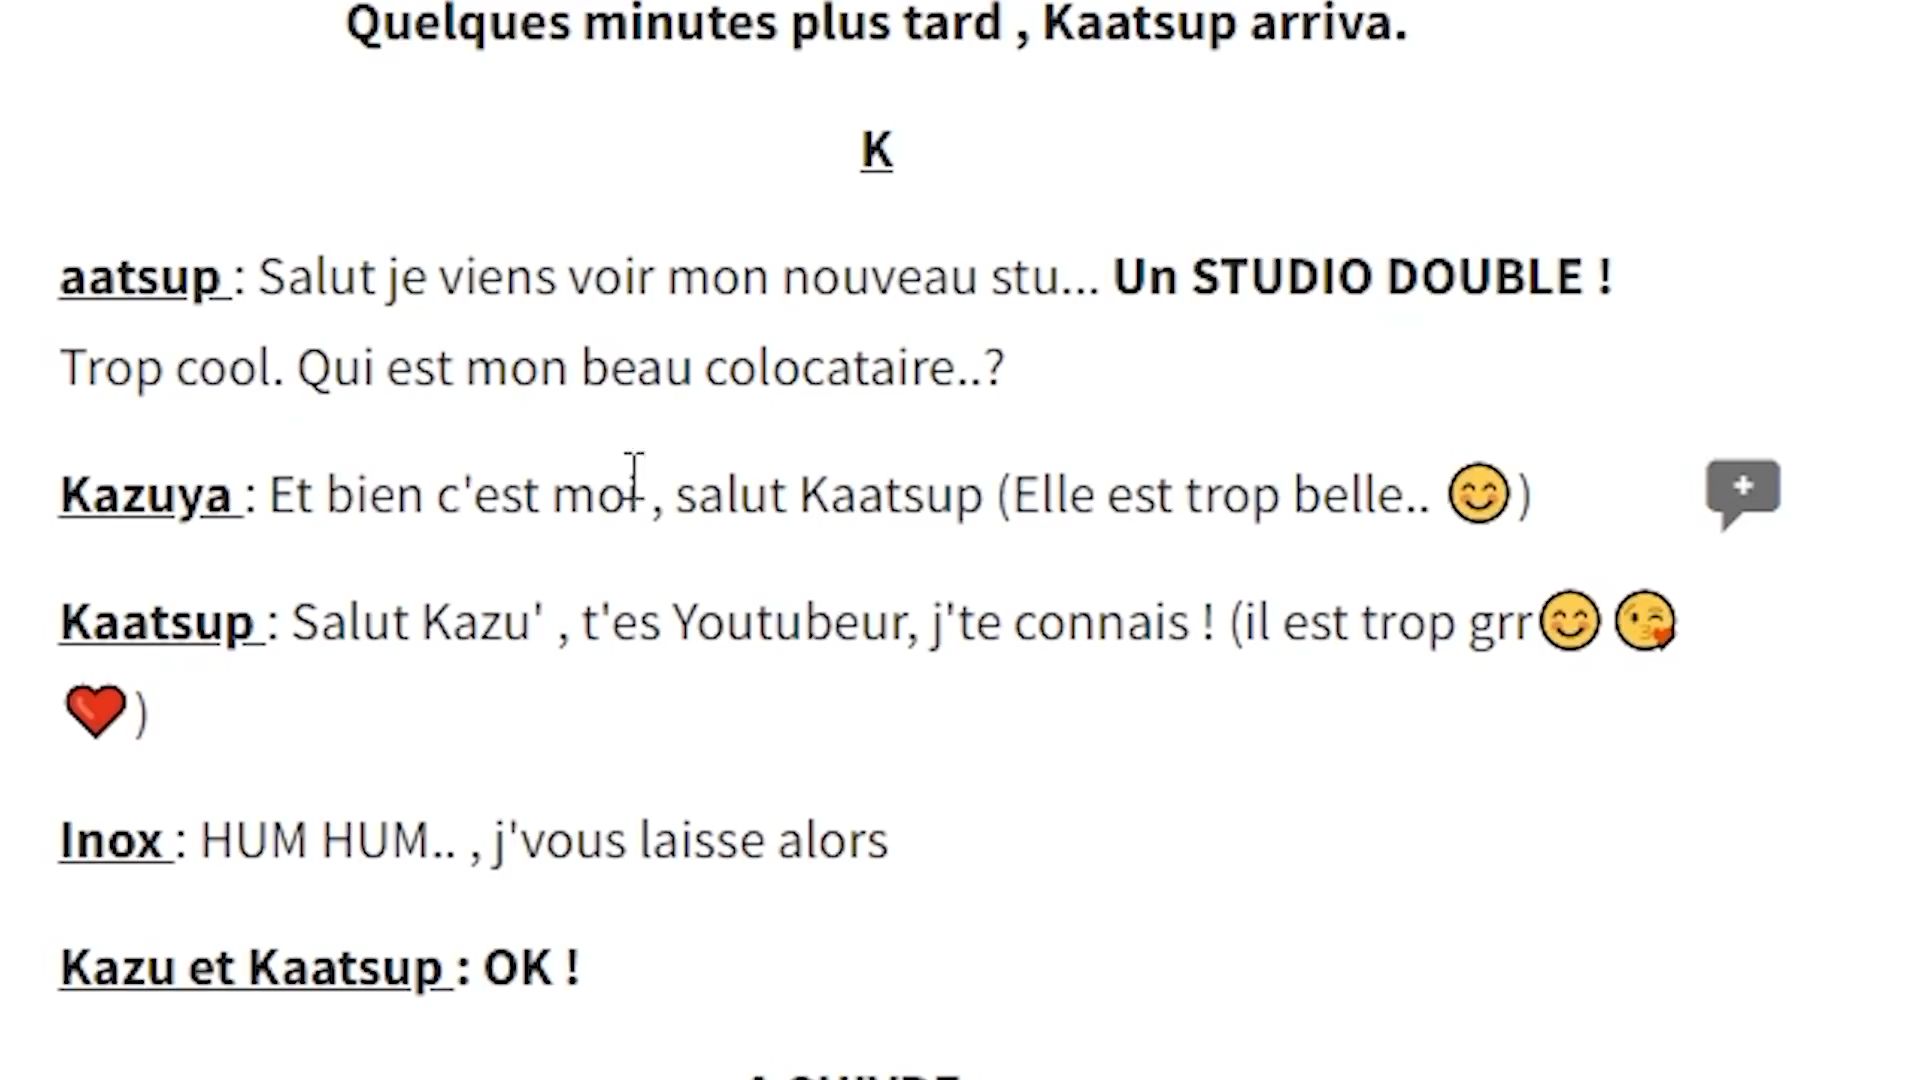 Quelques minutes plus tard , Kaatsup arriva.
K
aatsup : Salut je viens voir mon nouveau stu... Un STUDIO DOUBLE !
Trop cool. Qui est mon beau colocataire..?
Kazuya : Et bien c'est moi , salut Kaatsup (Elle est trop belle.. 😊)
Kaatsup : Salut Kazu' , t'es Youtubeur, j'te connais ! (il est trop grr😊😘
❤️)
Inox : HUM HUM.. , j'vous laisse alors
Kazu et Kaatsup : OK !
A SUIVRE